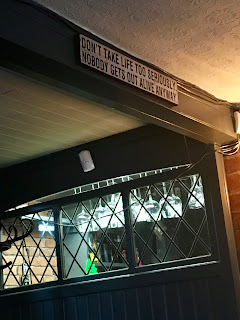 DON'T TAKE LIFE TOO SERIOUSLY
NOBODY GETS OUT ALIVE ANYWAY